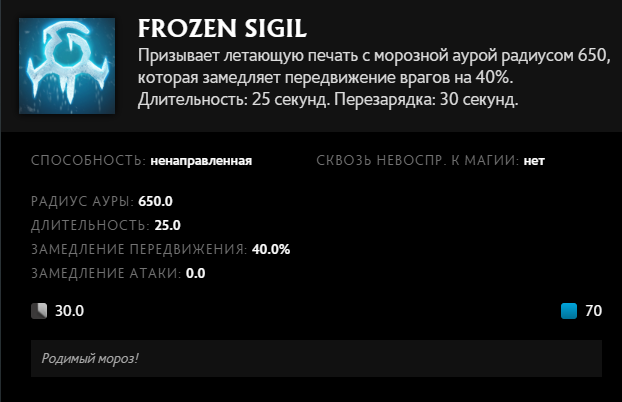 FROZEN SIGIL
Призывает летающую печать с морозной аурой радиусом 650,
которая замедляет передвижение врагов на 40%.
Длительность: 25 секунд. Перезарядка: 30 секунд.
СПОСОБНОСТЬ: ненаправленная СКВОЗЬ НЕВОСПР. К МАГИИ: нет
РАДИУС АУРЫ: 650.0
ДЛИТЕЛЬНОСТЬ: 25.0
ЗАМЕДЛЕНИЕ ПЕРЕДВИЖЕНИЯ: 40.0%
ЗАМЕДЛЕНИЕ АТАКИ: 0.0
30.0 70
Родимый мороз!